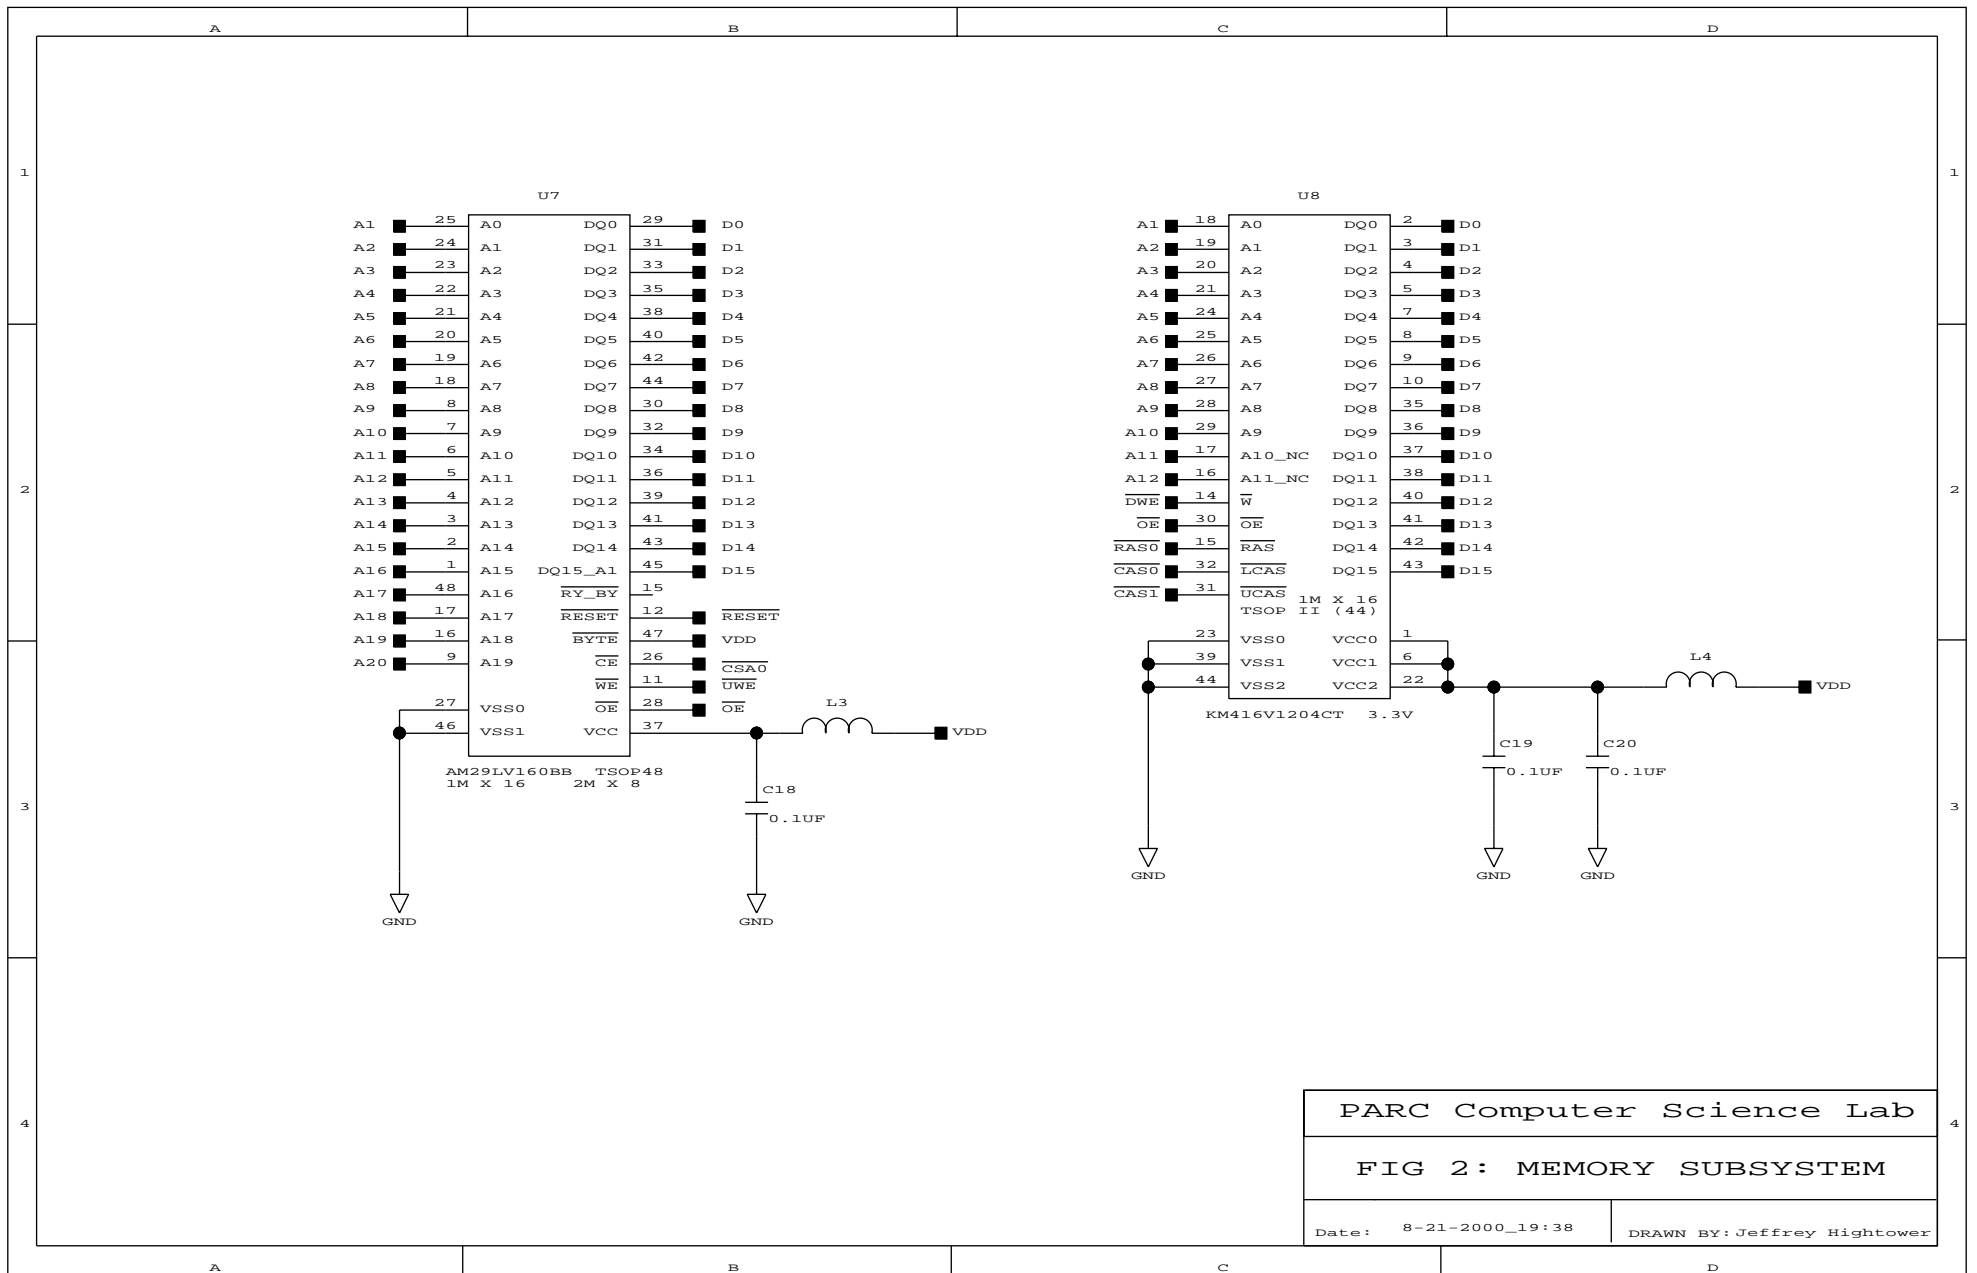 A B C D
1 1
U7 U8
A1 25 A0 DQ0 29 D0 A1 18 A0 DQ0 2 D0
A2 24 A1 DQ1 31 D1 A2 19 A1 DQ1 3 D1
A3 23 A2 DQ2 33 D2 A3 20 A2 DQ2 4 D2
A4 22 A3 DQ3 35 D3 A4 21 A3 DQ3 5 D3
A5 21 A4 DQ4 38 D4 A5 24 A4 DQ4 7 D4
A6 20 A5 DQ5 40 D5 A6 25 A5 DQ5 8 D5
A7 19 A6 DQ6 42 D6 A7 26 A6 DQ6 9 D6
A8 18 A7 DQ7 44 D7 A8 27 A7 DQ7 10 D7
A9 8 A8 DQ8 30 D8 A9 28 A8 DQ8 35 D8
A10 7 A9 DQ9 32 D9 A10 29 A9 DQ9 36 D9
A11 6 A10 DQ10 34 D10 A11 17 A10_NC DQ10 37 D10
A12 5 A11 DQ11 36 D11 A12 16 A11_NC DQ11 38 D11
2 2
A13 4 A12 DQ12 39 D12 DWE 14 W DQ12 40 D12
A14 3 A13 DQ13 41 D13 OE 30 OE DQ13 41 D13
A15 2 A14 DQ14 43 D14 RAS0 15 RAS DQ14 42 D14
A16 1 A15 DQ15_A1 45 D15 CAS0 32 LCAS DQ15 43 D15
A17 48 A16 RY_BY 15 CAS1 31 UCAS 1M X 16
A18 17 A17 RESET 12 RESET TSOP II (44)
A19 16 A18 BYTE 47 VDD 23 VSS0 VCC0 1
A20 9 A19 CE 26 CSA0 39 VSS1 VCC1 6 L4
WE 11 UWE 44 VSS2 VCC2 22 VDD
27 VSS0 OE 28 OE L3 KM416V1204CT 3.3V
46 VSS1 VCC 37 VDD
C19 C20
AM29LV160BB TSOP48 0.1UF 0.1UF
1M X 16 2M X 8
C18
3 3
0.1UF
GND GND GND
GND GND
PARC Computer Science Lab
4 4
FIG 2: MEMORY SUBSYSTEM
Date: 8-21-2000_19:38 DRAWN BY:Jeffrey Hightower
A B C D